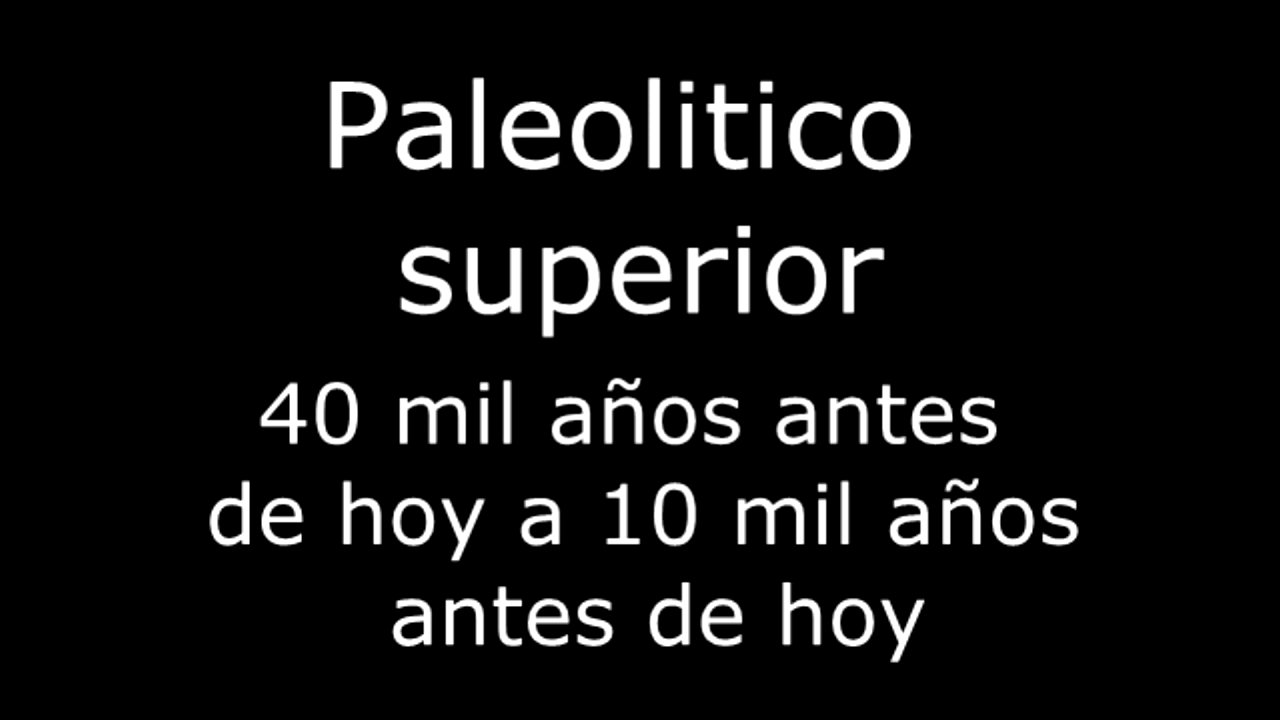 Paleolitico
superior
40 mil años antes
de hoy a 10 mil años
antes de hoy